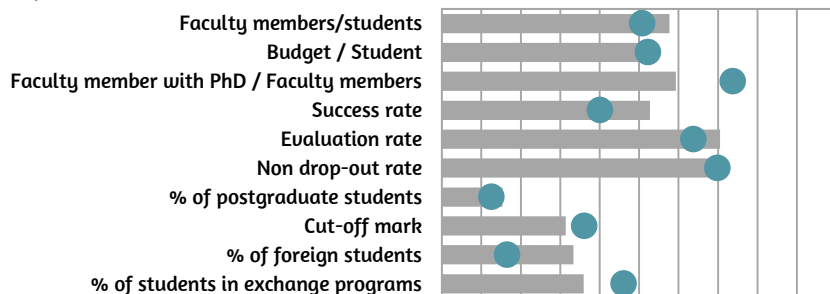 Faculty members/students
Budget / Student
Faculty member with PhD / Faculty members
Success rate
Evaluation rate
Non drop-out rate
% of postgraduate students
Cut-off mark
% of foreign students
% of students in exchange programs